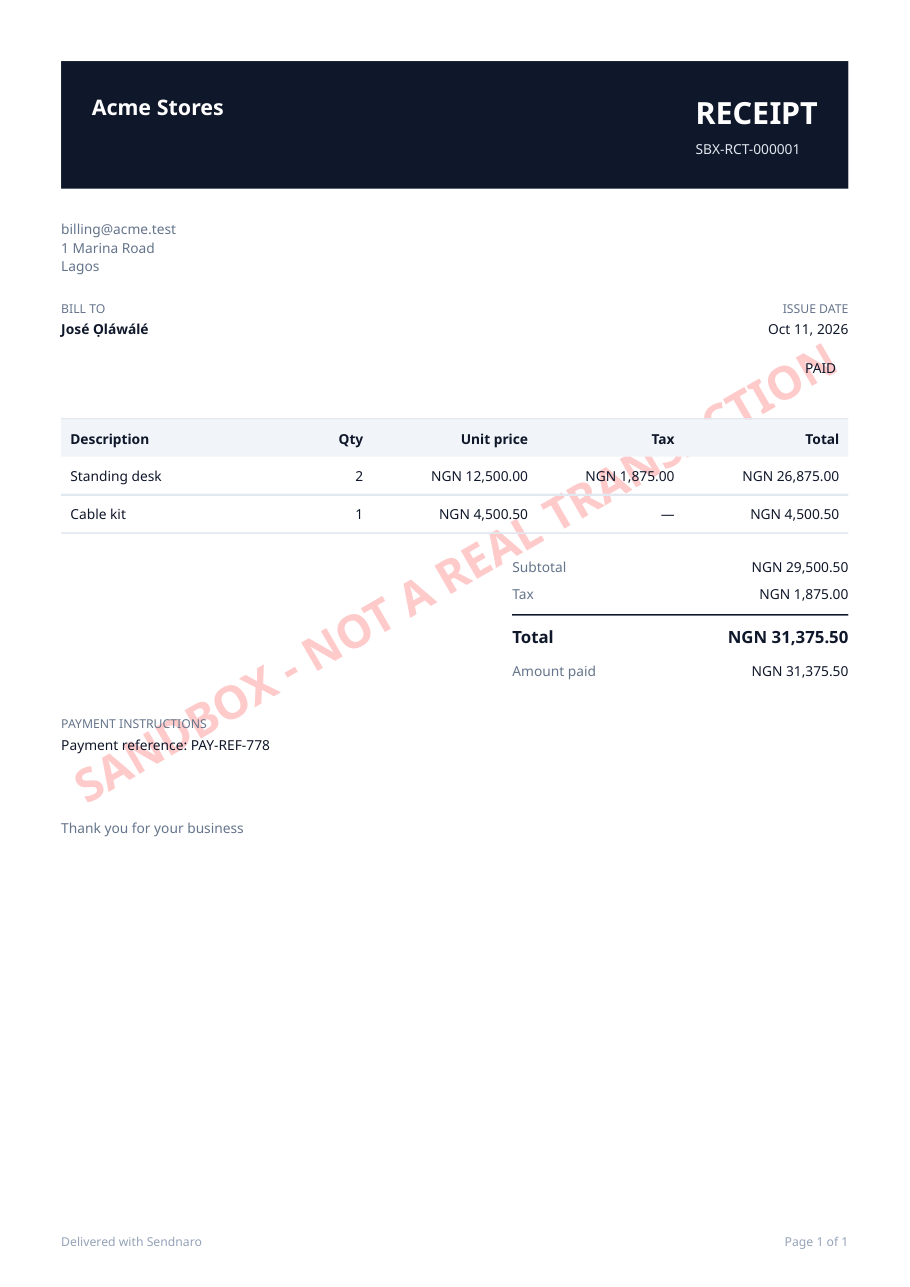 Acme Stores
RECEIPT
SBX-RCT-000001
billing@acme.test
1 Marina Road
Lagos
BILL TO
José Ọláwálé
ISSUE DATE
Oct 11, 2026
PAID
Description Qty Unit price Tax Total
Standing desk 2 NGN 12,500.00 NGN 1,875.00 NGN 26,875.00
Cable kit 1 NGN 4,500.50 — NGN 4,500.50
Subtotal NGN 29,500.50
Tax NGN 1,875.00
Total NGN 31,375.50
Amount paid NGN 31,375.50
SANDBOX - NOT A REAL TRANSACTION
PAYMENT INSTRUCTIONS
Payment reference: PAY-REF-778
Thank you for your business
Delivered with Sendnaro
Page 1 of 1